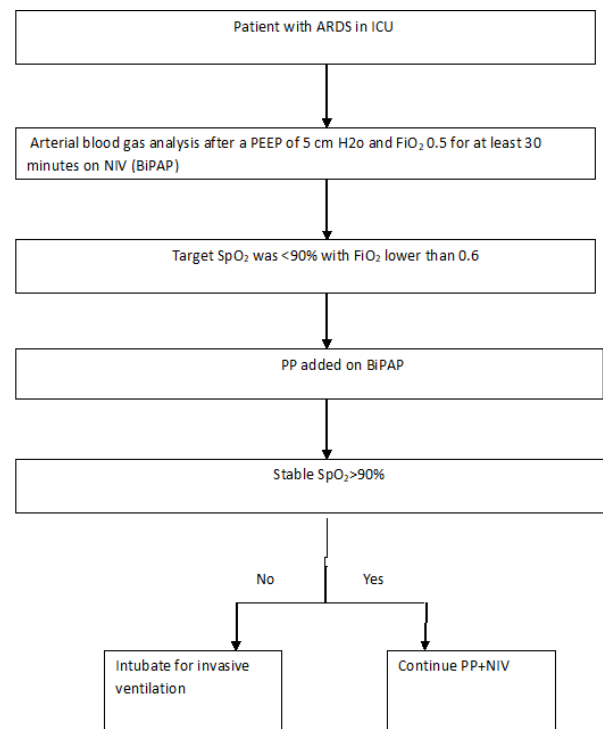 Patient with ARDS in ICU
Arterial blood gas analysis after a PEEP of 5 cm H2o and FiO₂ 0.5 for at least 30
minutes on NIV (BiPAP)
Target SpO₂ was <90% with FiO₂ lower than 0.6
PP added on BiPAP
Stable SpO₂>90%
No Yes
Intubate for invasive
ventilation
Continue PP+NIV